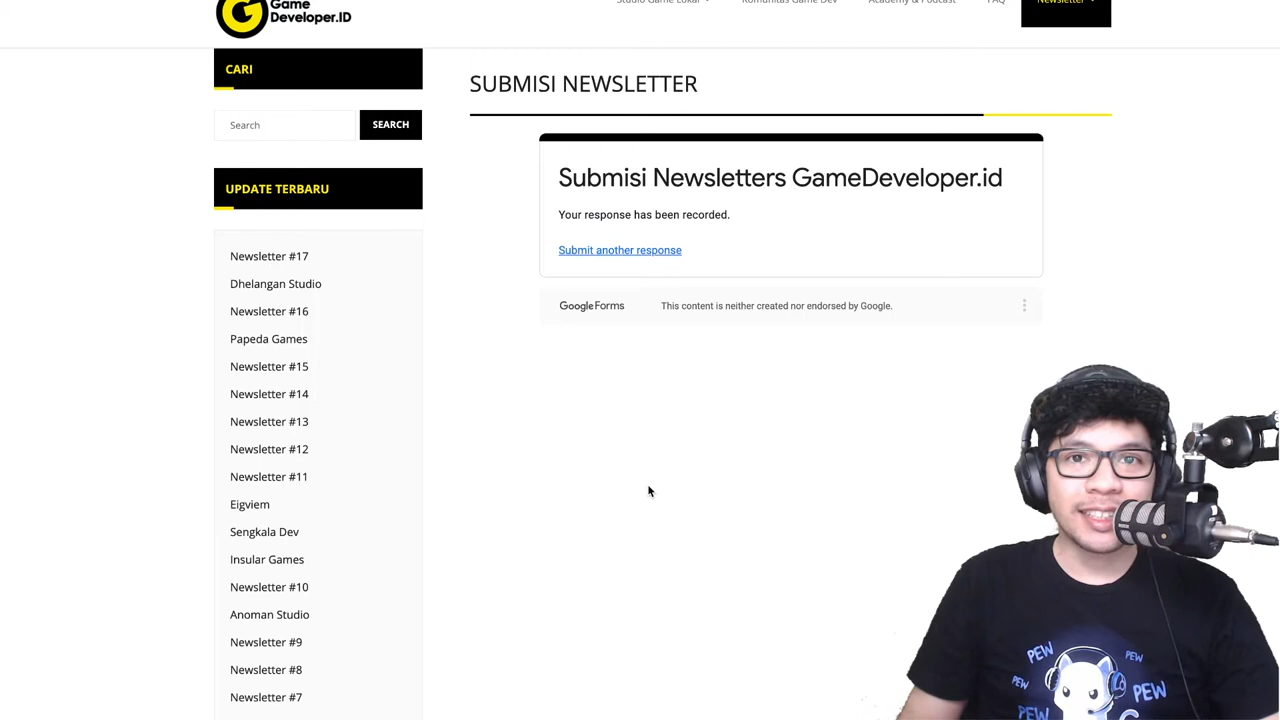 Game
Developer.ID
Studio Game Lokal
Komunitas Game Dev
Academy & Podcast
FAQ
Newsletter
CARI
Search
SEARCH
UPDATE TERBARU
Newsletter #17
Dhelangan Studio
Newsletter #16
Papeda Games
Newsletter #15
Newsletter #14
Newsletter #13
Newsletter #12
Newsletter #11
Eigviem
Sengkala Dev
Insular Games
Newsletter #10
Anoman Studio
Newsletter #9
Newsletter #8
Newsletter #7
SUBMISI NEWSLETTER
Submisi Newsletters GameDeveloper.id
Your response has been recorded.
Submit another response
Google Forms
This content is neither created nor endorsed by Google.
PEW
PEW
PEW
PEW
PEW